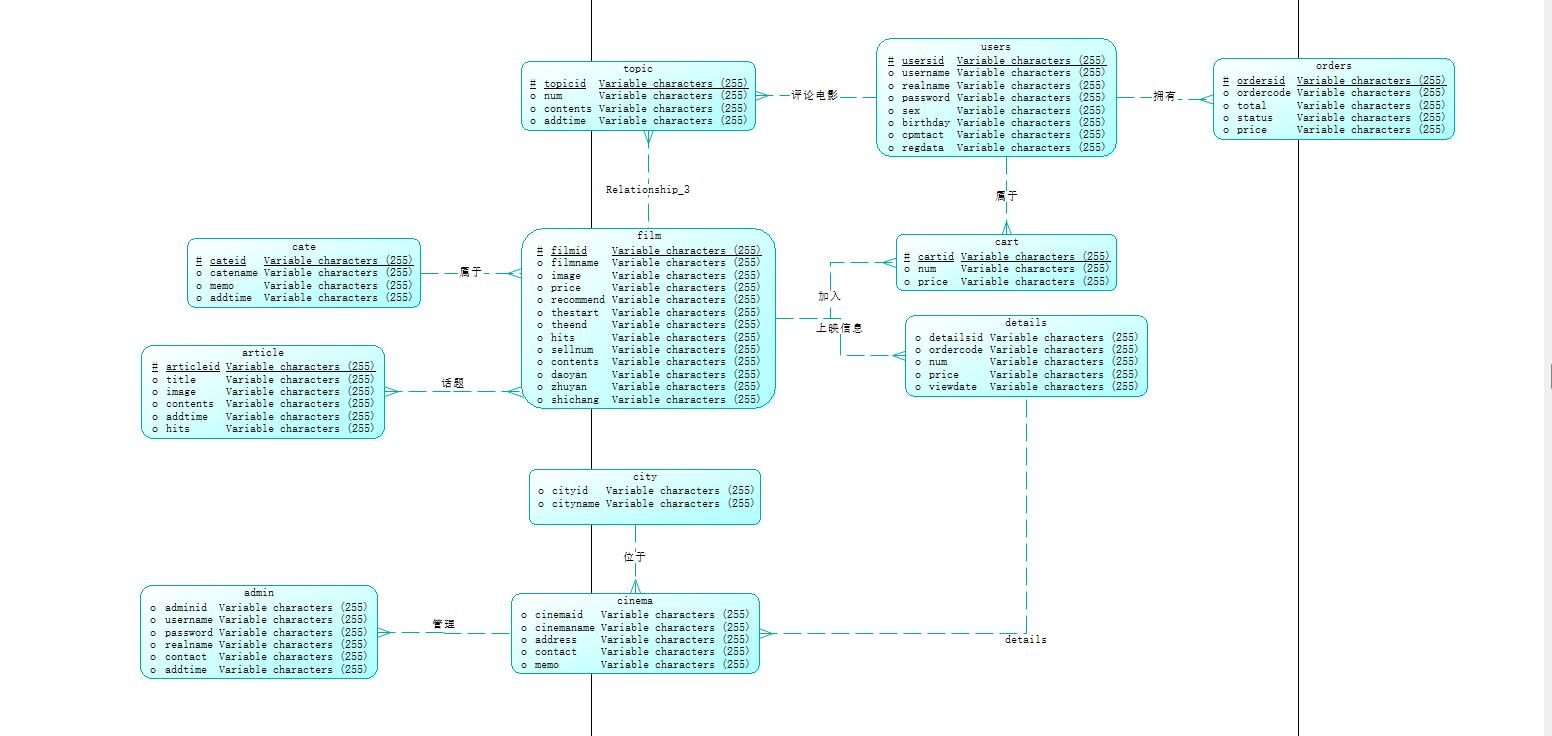 topic
# topicid Variable characters (255)
o num Variable characters (255)
o contents Variable characters (255)
o addtime Variable characters (255)
评论电影
users
# usersid Variable characters (255)
o username Variable characters (255)
o realname Variable characters (255)
o password Variable characters (255)
o sex Variable characters (255)
o birthday Variable characters (255)
o cpmtact Variable characters (255)
o regdata Variable characters (255)
拥有
orders
# ordersid Variable characters (255)
o ordercode Variable characters (255)
o total Variable characters (255)
o status Variable characters (255)
o price Variable characters (255)
Relationship_3
属于
cate
# cateid Variable characters (255)
o catename Variable characters (255)
o memo Variable characters (255)
o addtime Variable characters (255)
属于
film
# filmid Variable characters (255)
o filmname Variable characters (255)
o image Variable characters (255)
o price Variable characters (255)
o recommend Variable characters (255)
o thestart Variable characters (255)
o theend Variable characters (255)
o hits Variable characters (255)
o sellnum Variable characters (255)
o contents Variable characters (255)
o daoyan Variable characters (255)
o zhuyan Variable characters (255)
o shichang Variable characters (255)
cart
# cartid Variable characters (255)
o num Variable characters (255)
o price Variable characters (255)
加入
上映信息
details
o detailsid Variable characters (255)
o ordercode Variable characters (255)
o num Variable characters (255)
o price Variable characters (255)
o viewdate Variable characters (255)
article
# articleid Variable characters (255)
o title Variable characters (255)
o image Variable characters (255)
o contents Variable characters (255)
o addtime Variable characters (255)
o hits Variable characters (255)
话题
city
o cityid Variable characters (255)
o cityname Variable characters (255)
位于
admin
o adminid Variable characters (255)
o username Variable characters (255)
o password Variable characters (255)
o realname Variable characters (255)
o contact Variable characters (255)
o addtime Variable characters (255)
管理
cinema
o cinemaid Variable characters (255)
o cinemaname Variable characters (255)
o address Variable characters (255)
o contact Variable characters (255)
o memo Variable characters (255)
details